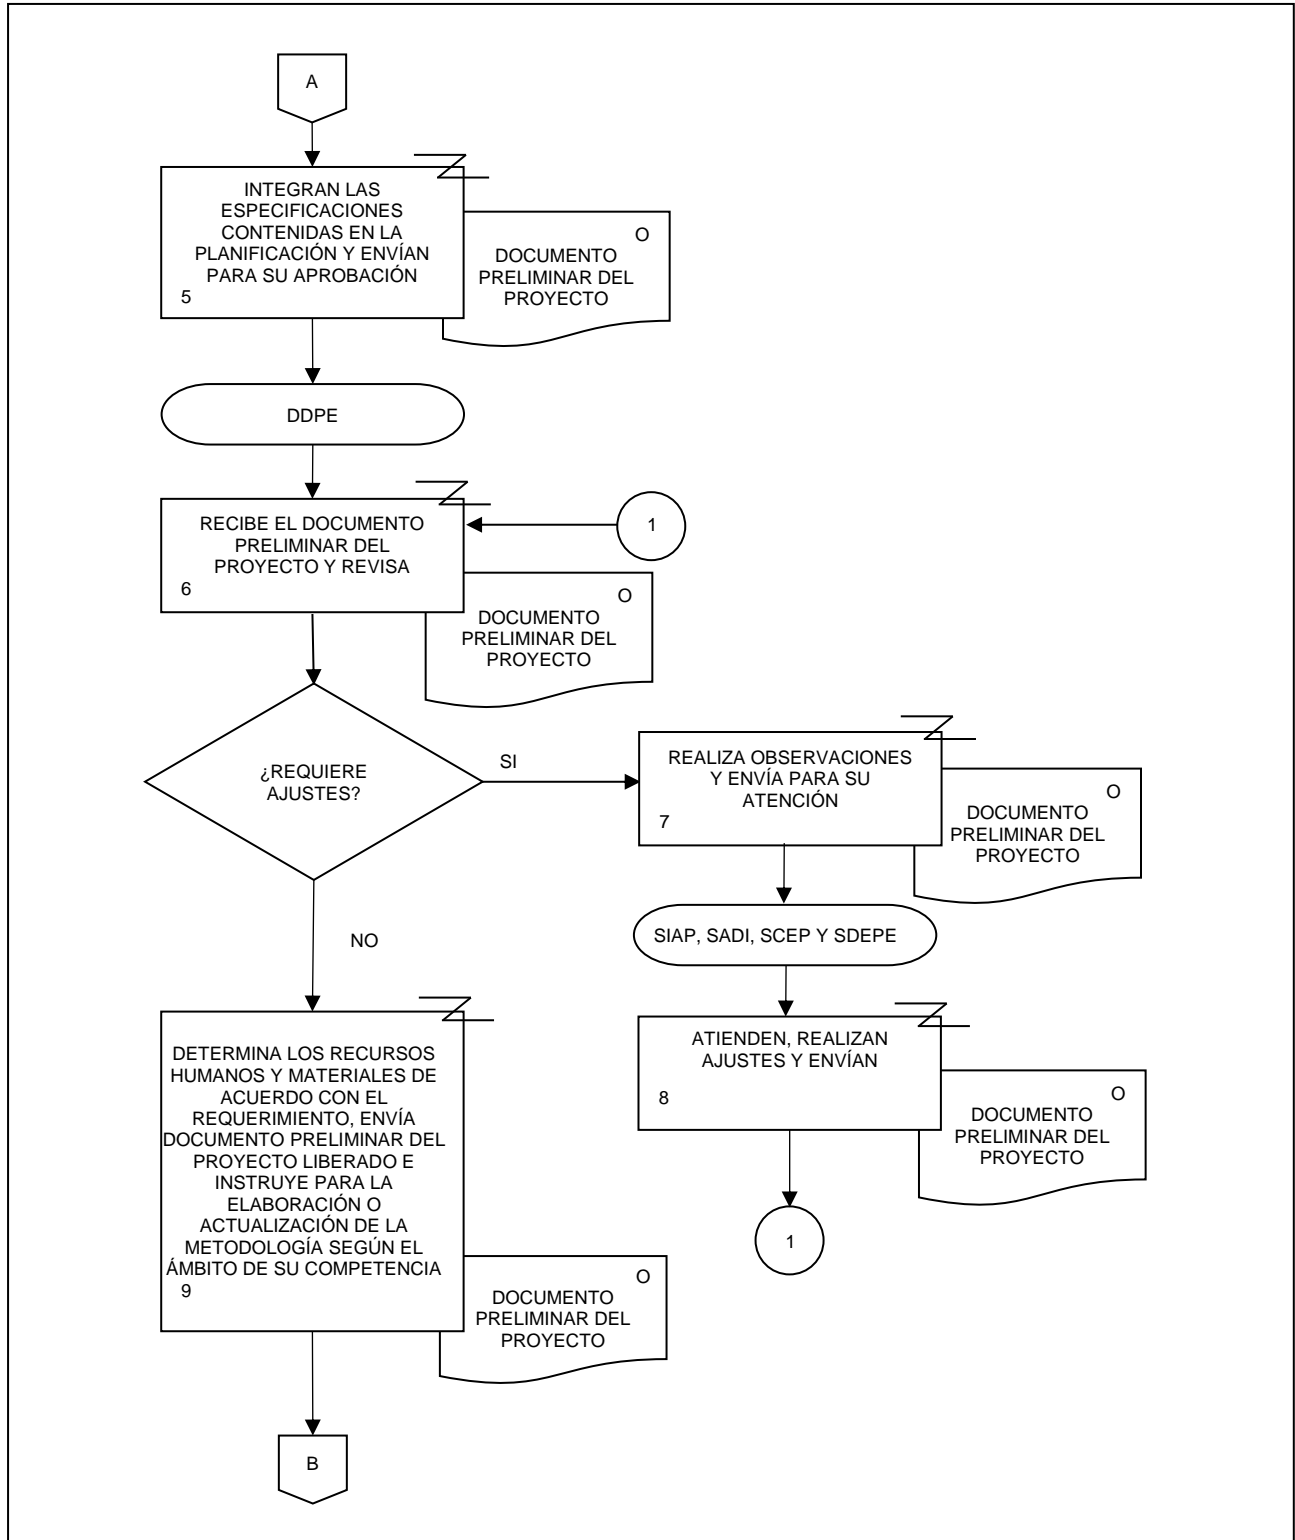 A
INTEGRAN LAS
ESPECIFICACIONES
CONTENIDAS EN LA
PLANIFICACIÓN Y ENVÍAN
PARA SU APROBACIÓN
5
O
DOCUMENTO
PRELIMINAR DEL
PROYECTO
DDPE
RECIBE EL DOCUMENTO
PRELIMINAR DEL
PROYECTO Y REVISA
6
1
O
DOCUMENTO
PRELIMINAR DEL
PROYECTO
¿REQUIERE
AJUSTES?
SI
REALIZA OBSERVACIONES
Y ENVÍA PARA SU
ATENCIÓN
7
O
DOCUMENTO
PRELIMINAR DEL
PROYECTO
SIAP, SADI, SCEP Y SDEPE
ATIENDEN, REALIZAN
AJUSTES Y ENVÍAN
8
O
DOCUMENTO
PRELIMINAR DEL
PROYECTO
1
NO
DETERMINA LOS RECURSOS
HUMANOS Y MATERIALES DE
ACUERDO CON EL
REQUERIMIENTO, ENVÍA
DOCUMENTO PRELIMINAR DEL
PROYECTO LIBERADO E
INSTRUYE PARA LA
ELABORACIÓN O
ACTUALIZACIÓN DE LA
METODOLOGÍA SEGÚN EL
ÁMBITO DE SU COMPETENCIA
9
O
DOCUMENTO
PRELIMINAR DEL
PROYECTO
B